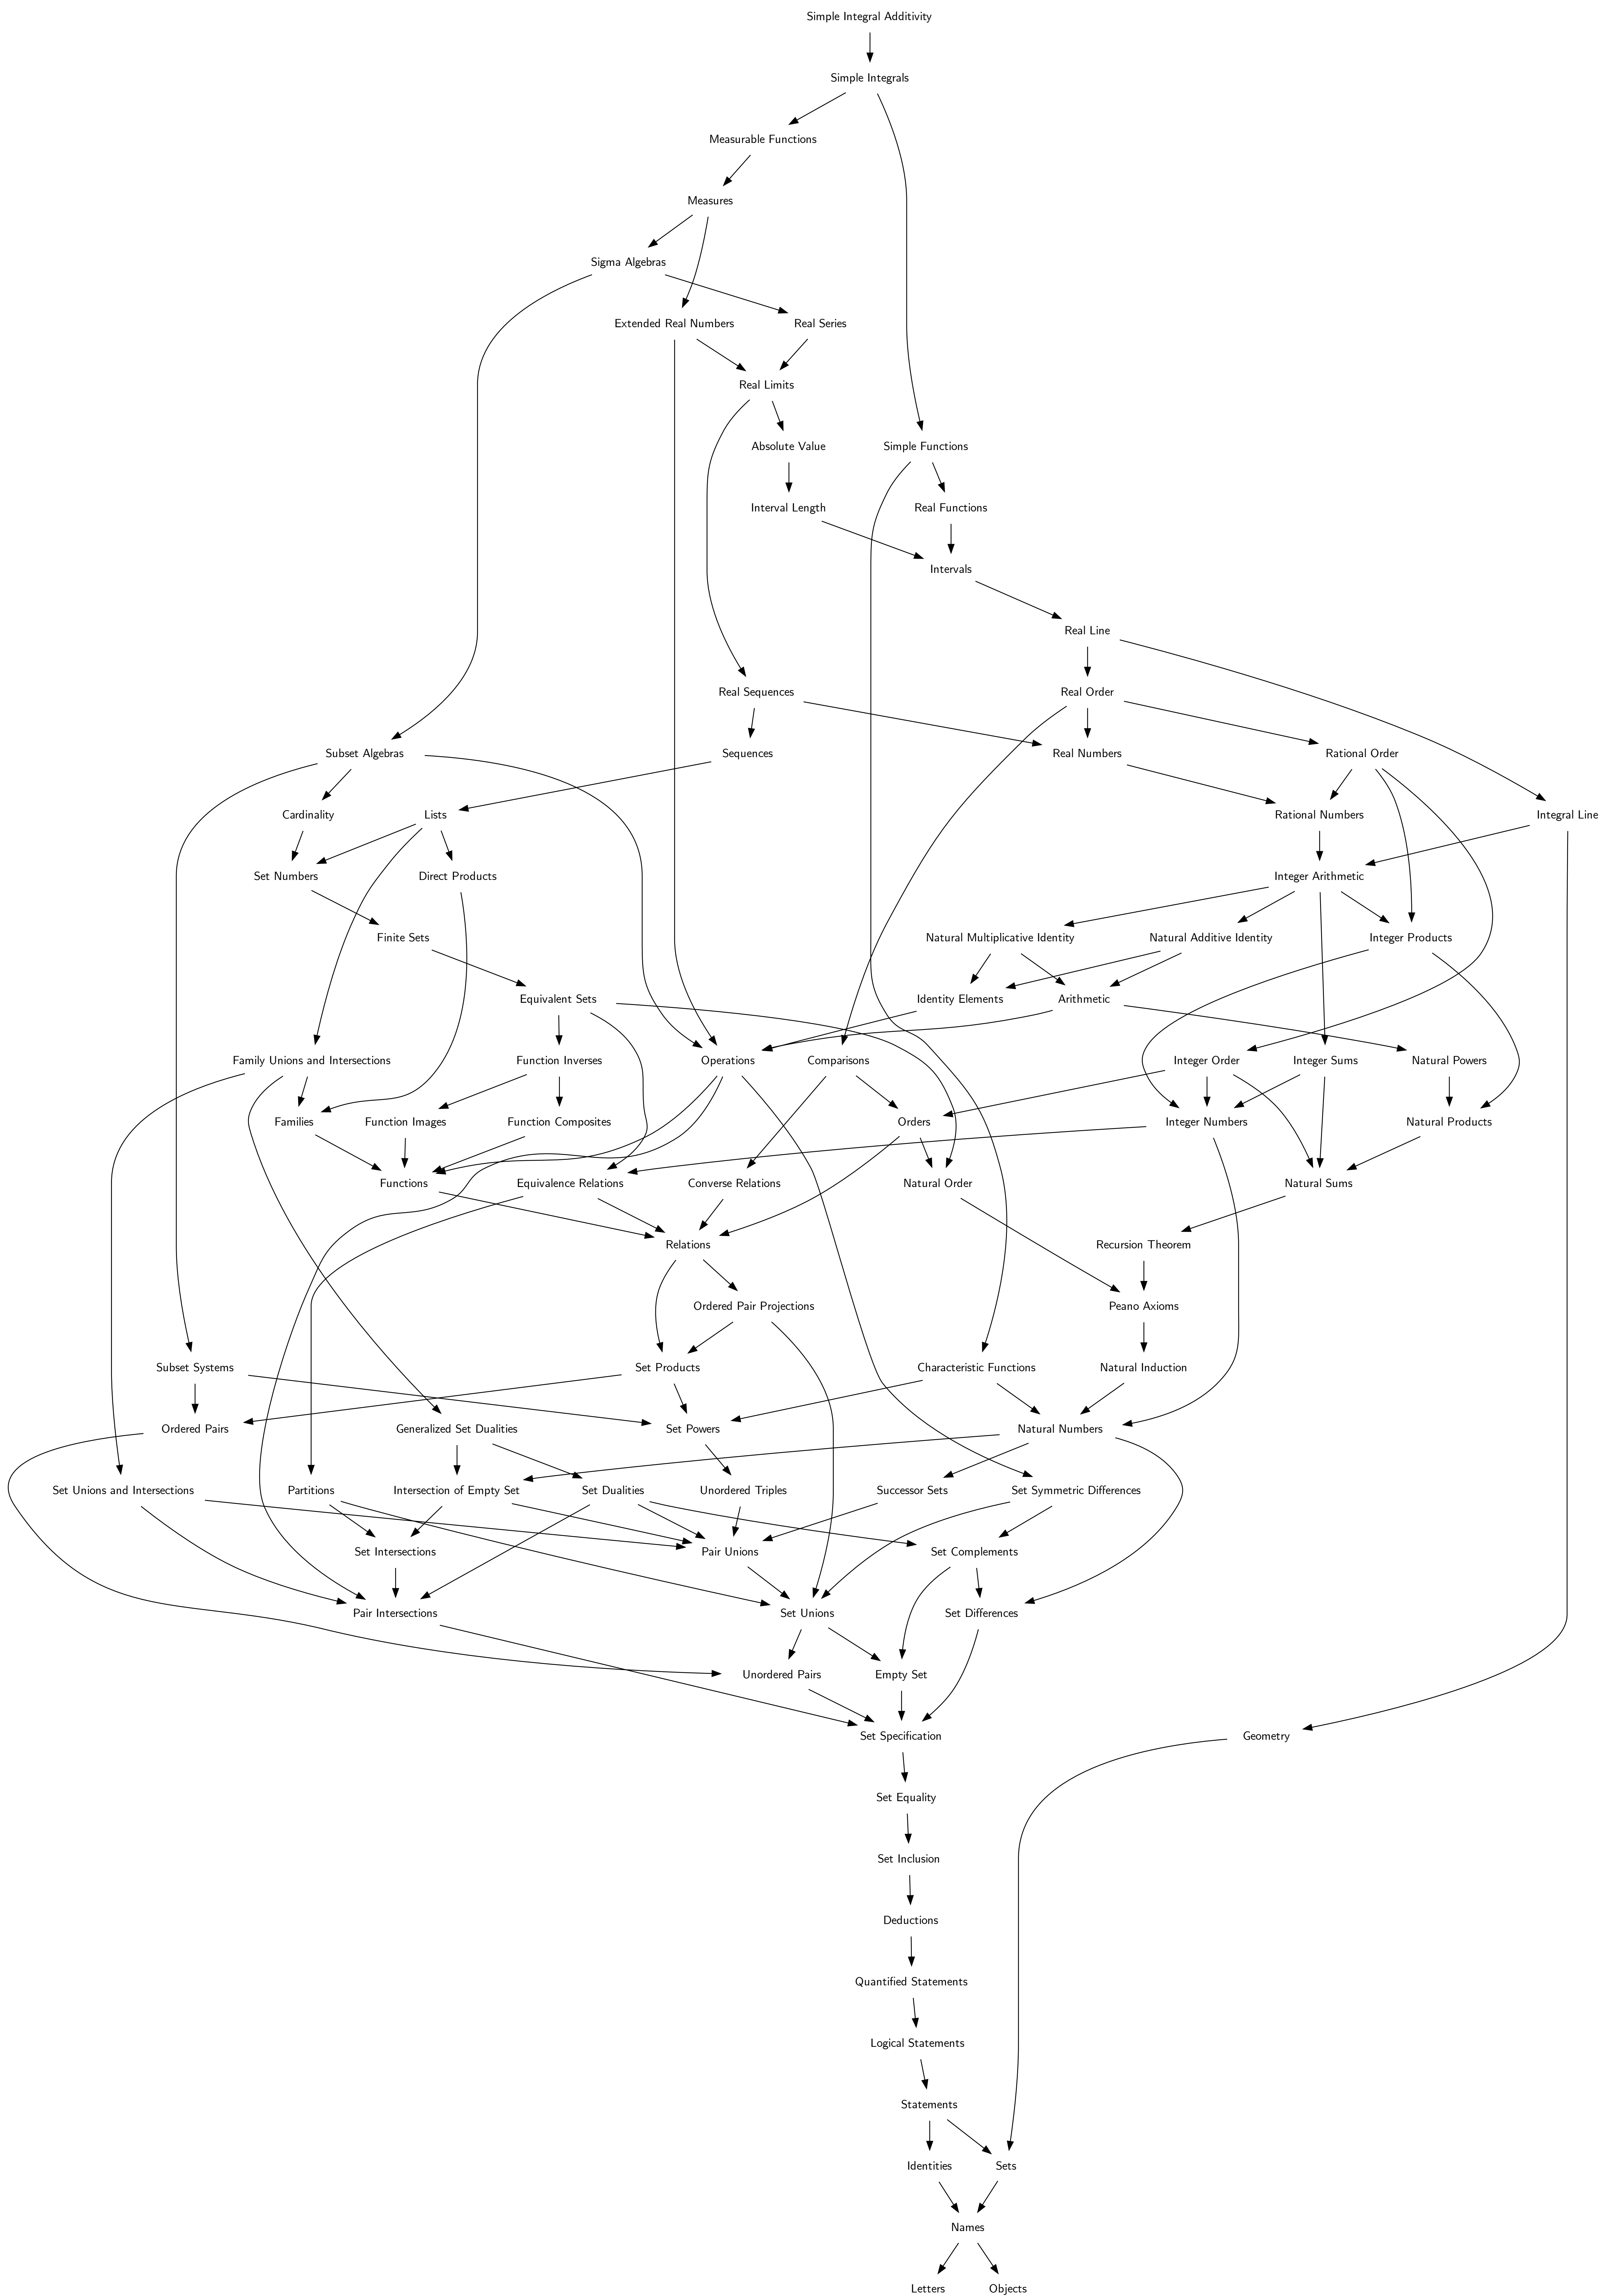 Simple Integral Additivity
Simple Integrals
Measurable Functions
Measures
Sigma Algebras
Extended Real Numbers
Real Series
Real Limits
Absolute Value
Simple Functions
Interval Length
Real Functions
Intervals
Real Line
Real Sequences
Real Order
Subset Algebras
Sequences
Real Numbers
Rational Order
Cardinality
Lists
Rational Numbers
Integral Line
Set Numbers
Direct Products
Integer Arithmetic
Finite Sets
Natural Multiplicative Identity
Natural Additive Identity
Integer Products
Equivalent Sets
Identity Elements
Arithmetic
Family Unions and Intersections
Function Inverses
Operations
Comparisons
Integer Order
Integer Sums
Natural Powers
Families
Function Images
Function Composites
Orders
Integer Numbers
Natural Products
Functions
Equivalence Relations
Converse Relations
Natural Order
Natural Sums
Relations
Recursion Theorem
Ordered Pair Projections
Peano Axioms
Subset Systems
Set Products
Characteristic Functions
Natural Induction
Ordered Pairs
Generalized Set Dualities
Set Powers
Natural Numbers
Set Unions and Intersections
Partitions
Intersection of Empty Set
Set Dualities
Unordered Triples
Successor Sets
Set Symmetric Differences
Set Intersections
Pair Unions
Set Complements
Pair Intersections
Set Unions
Set Differences
Unordered Pairs
Empty Set
Set Specification
Geometry
Set Equality
Set Inclusion
Deductions
Quantified Statements
Logical Statements
Statements
Identities
Sets
Names
Letters
Objects